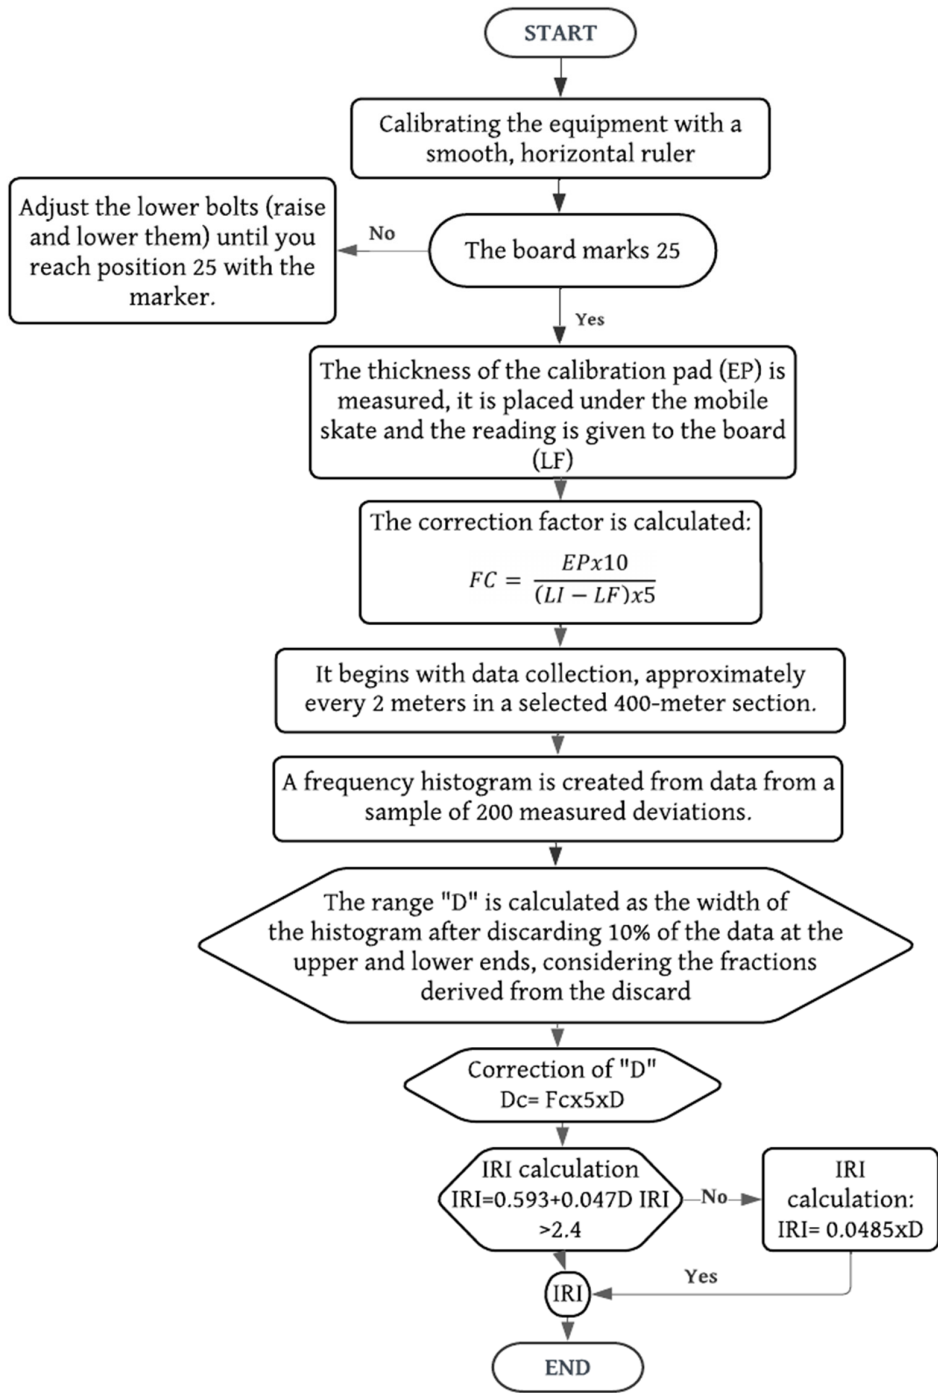 START
Calibrating the equipment with a
smooth, horizontal ruler
Adjust the lower bolts (raise
and lower them) until you
reach position 25 with the
marker.
No
The board marks 25
Yes
The thickness of the calibration pad (EP) is
measured, it is placed under the mobile
skate and the reading is given to the board
(LF)
The correction factor is calculated:
FC = EPx10 / (LI − LF)x5
It begins with data collection, approximately
every 2 meters in a selected 400-meter section.
A frequency histogram is created from data from a
sample of 200 measured deviations.
The range "D" is calculated as the width of
the histogram after discarding 10% of the data at the
upper and lower ends, considering the fractions
derived from the discard
Correction of "D"
Dc= Fcx5xD
IRI calculation
IRI=0.593+0.047D IRI
>2.4
No
IRI
calculation:
IRI= 0.0485xD
Yes
IRI
END